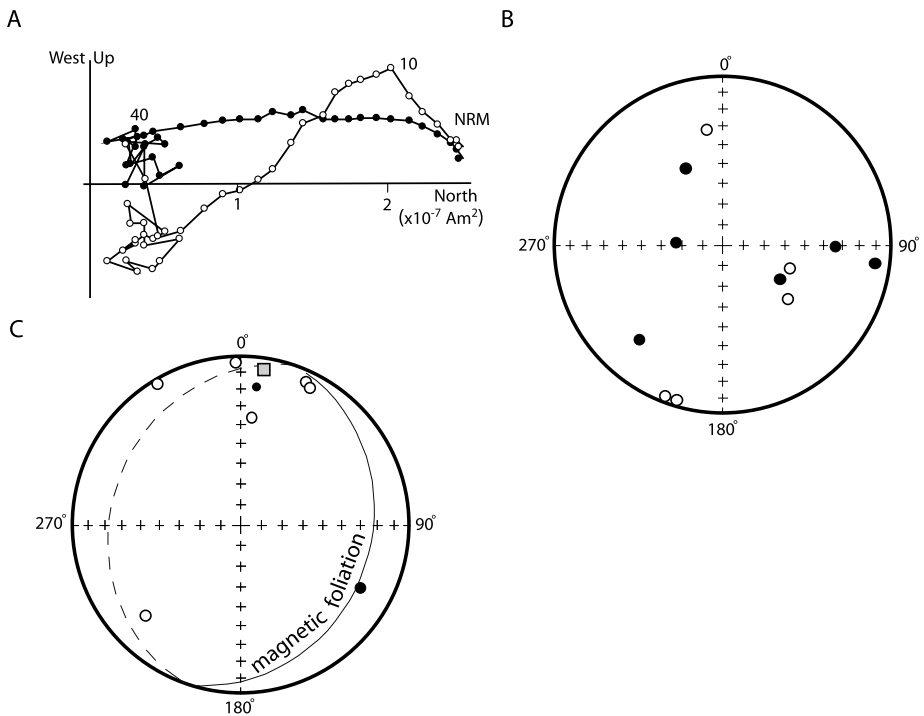 A
West Up
10
40
NRM
North
1
2
(x10⁻⁷ Am²)
B
0°
270°
90°
180°
C
0°
270°
90°
magnetic foliation
180°